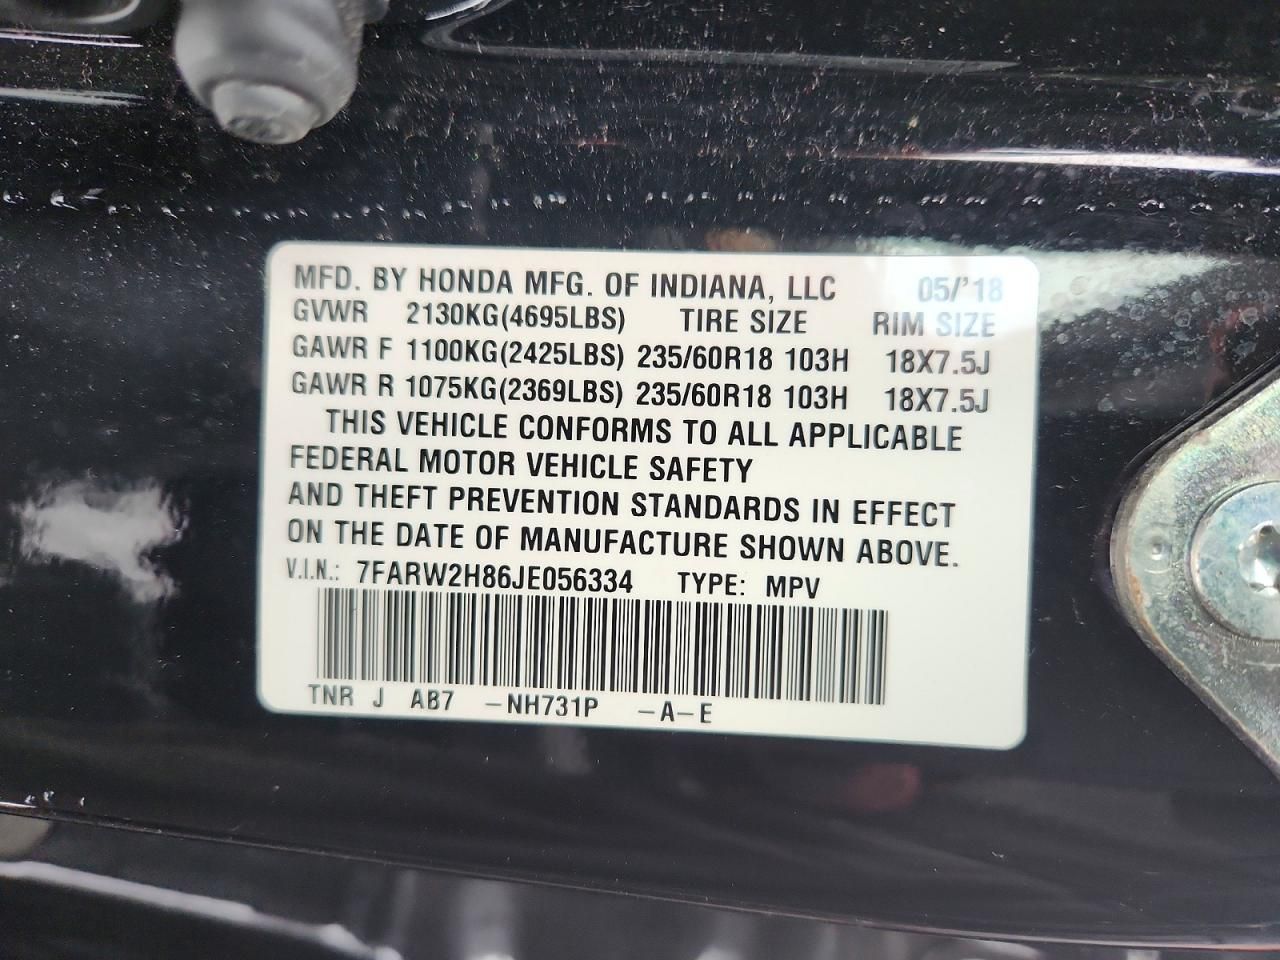 MFD. BY HONDA MFG. OF INDIANA, LLC 05/'18
GVWR 2130KG(4695LBS) TIRE SIZE RIM SIZE
GAWR F 1100KG(2425LBS) 235/60R18 103H 18X7.5J
GAWR R 1075KG(2369LBS) 235/60R18 103H 18X7.5J
THIS VEHICLE CONFORMS TO ALL APPLICABLE
FEDERAL MOTOR VEHICLE SAFETY
AND THEFT PREVENTION STANDARDS IN EFFECT
ON THE DATE OF MANUFACTURE SHOWN ABOVE.
V.I.N.: 7FARW2H86JE056334 TYPE: MPV
TNR J AB7 -NH731P -A-E